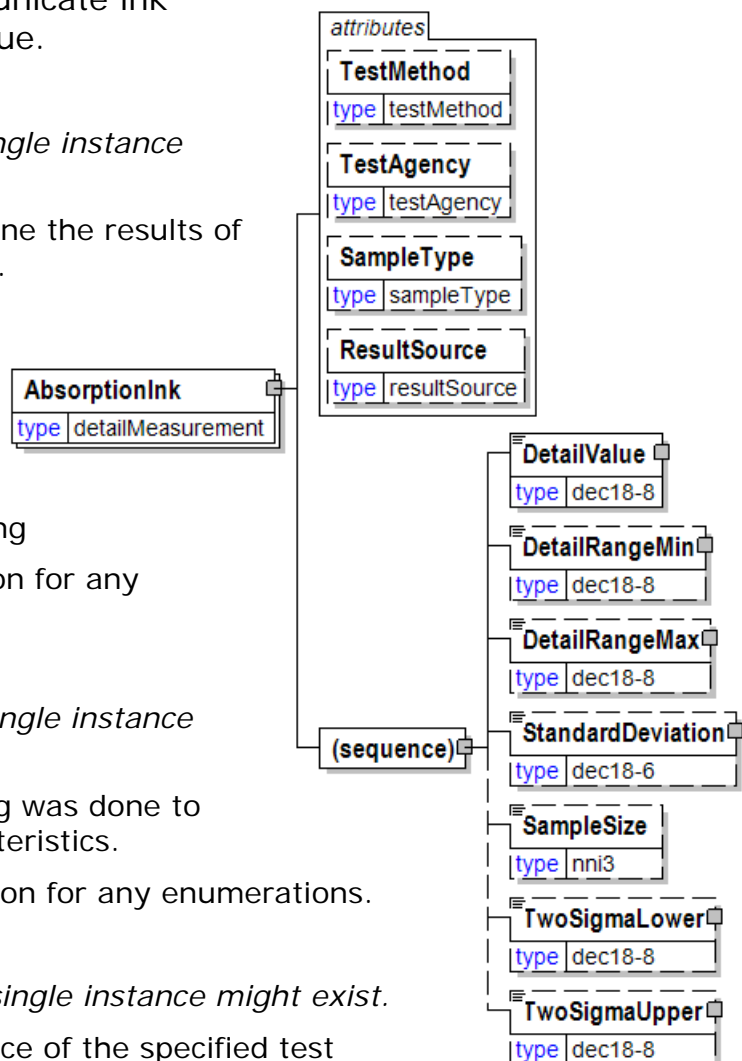 unicate ink
ue.
ngle instance
ne the results of
.
ng
on for any
ngle instance
g was done to
teristics.
on for any enumerations.
single instance might exist.
ce of the specified test
attributes
TestMethod
type testMethod
TestAgency
type testAgency
SampleType
type sampleType
ResultSource
type resultSource
AbsorptionInk
type detailMeasurement
(sequence)
DetailValue
type dec18-8
DetailRangeMin
type dec18-8
DetailRangeMax
type dec18-8
StandardDeviation
type dec18-6
SampleSize
type nni3
TwoSigmaLower
type dec18-8
TwoSigmaUpper
type dec18-8